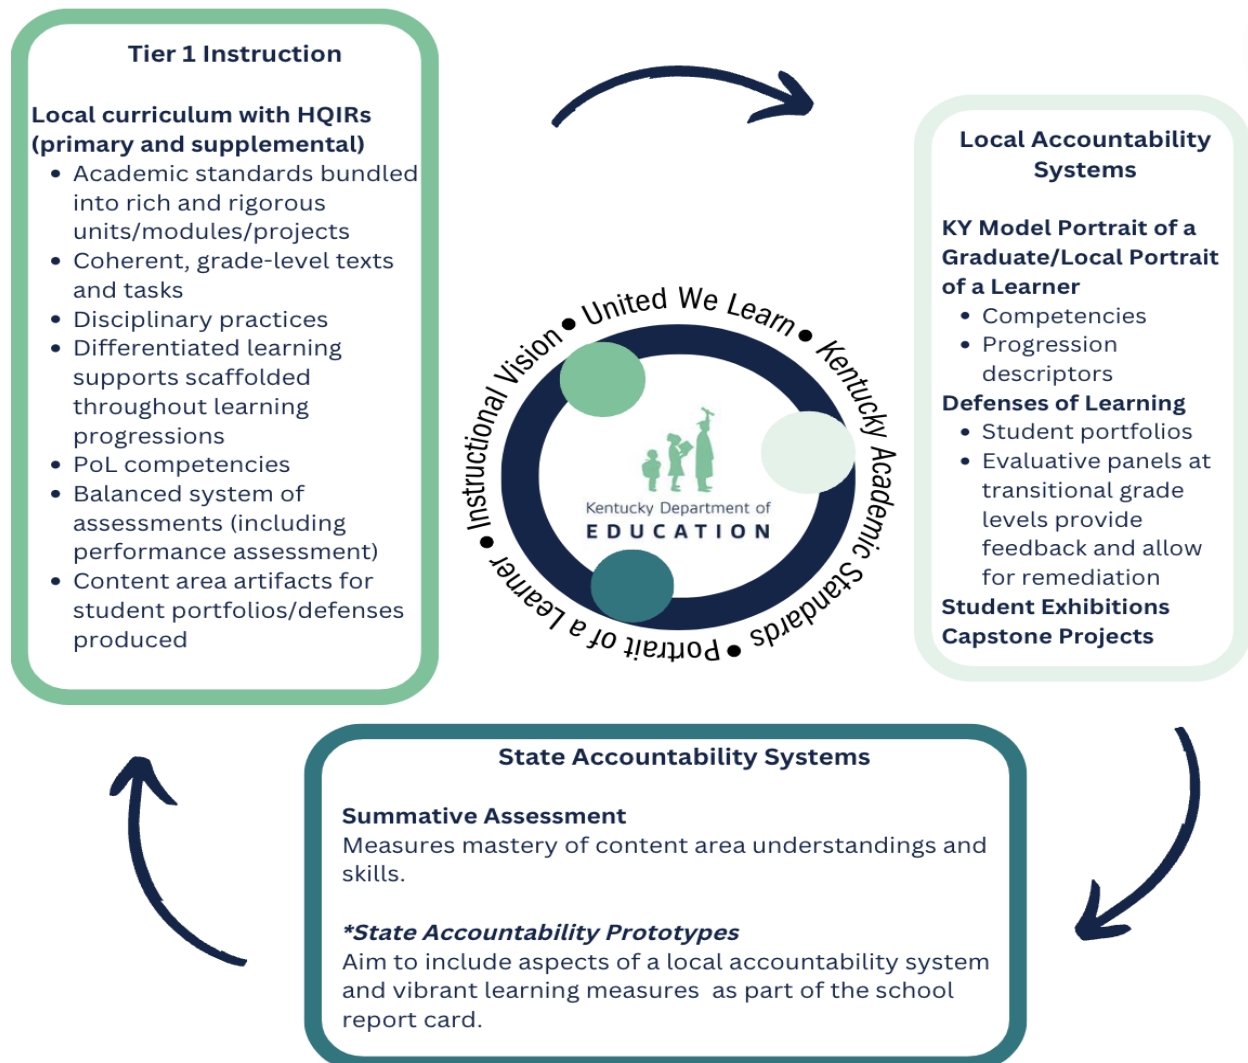 Tier 1 Instruction
Local curriculum with HQIRs
(primary and supplemental)
• Academic standards bundled
into rich and rigorous
units/modules/projects
• Coherent, grade-level texts
and tasks
• Disciplinary practices
• Differentiated learning
supports scaffolded
throughout learning
progressions
• PoL competencies
• Balanced system of
assessments (including
performance assessment)
• Content area artifacts for
student portfolios/defenses
produced
• United We Learn • Kentucky Academic Standards • Portrait of a Learner • Instructional Vision
Kentucky Department of
EDUCATION
Local Accountability
Systems
KY Model Portrait of a
Graduate/Local Portrait
of a Learner
• Competencies
• Progression
descriptors
Defenses of Learning
• Student portfolios
• Evaluative panels at
transitional grade
levels provide
feedback and allow
for remediation
Student Exhibitions
Capstone Projects
State Accountability Systems
Summative Assessment
Measures mastery of content area understandings and
skills.
*State Accountability Prototypes
Aim to include aspects of a local accountability system
and vibrant learning measures as part of the school
report card.